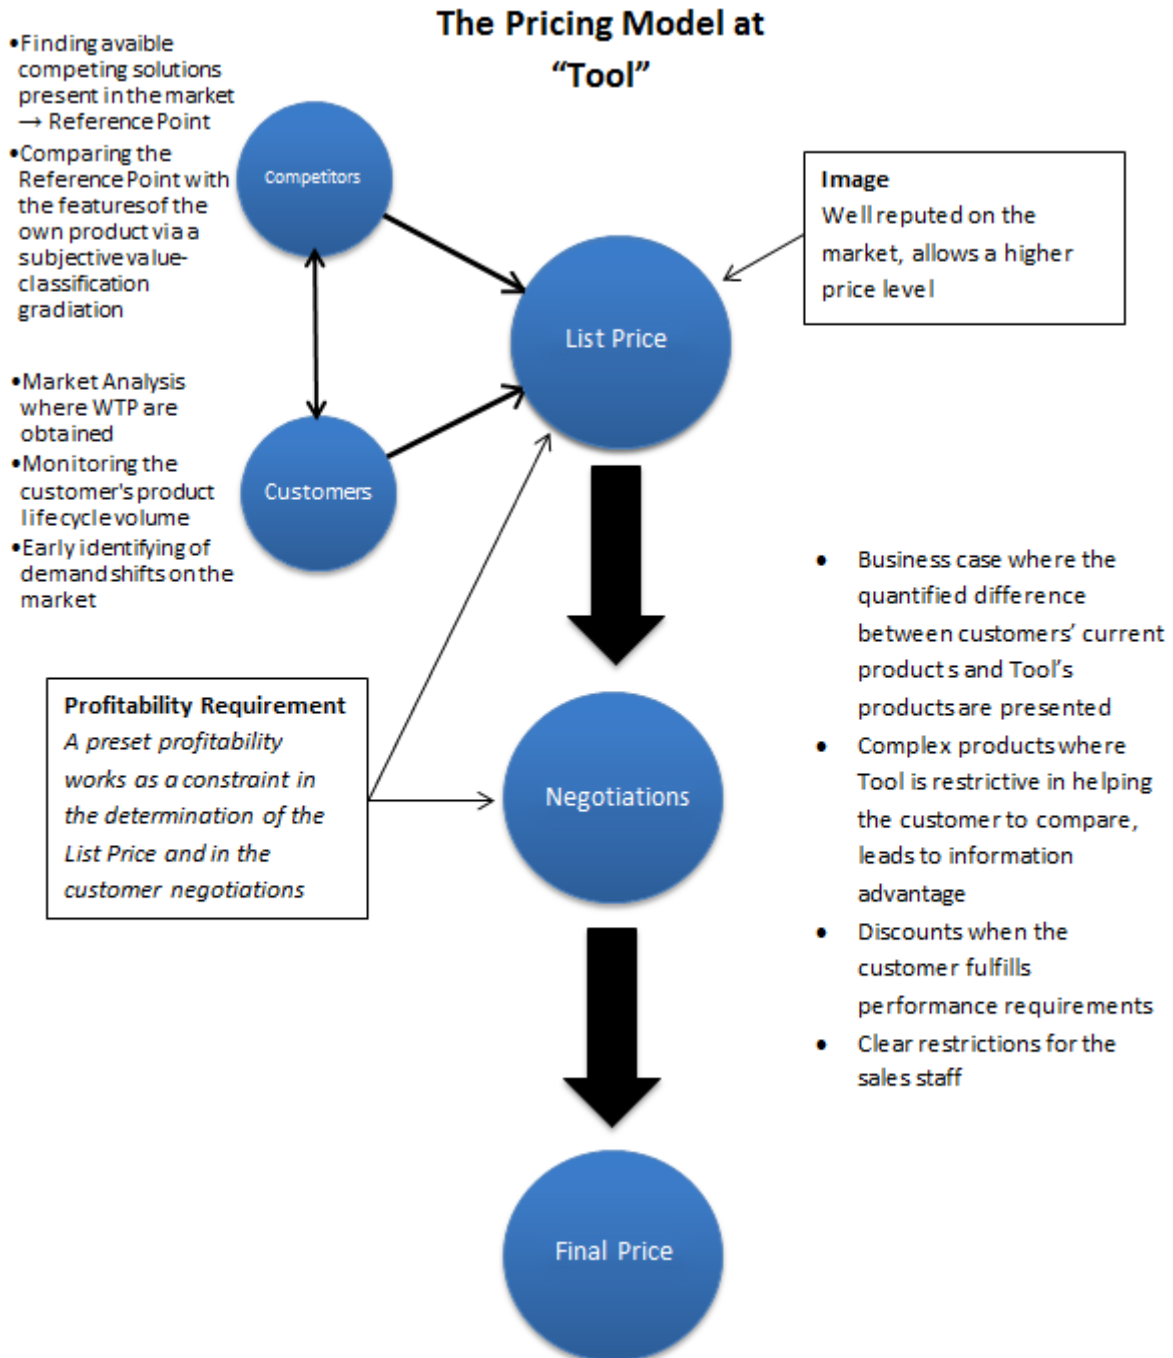 The Pricing Model at
“Tool”
•Finding avaible
competing solutions
present in the market
→ Reference Point
•Comparing the
Reference Point with
the features of the
own product via a
subjective value-
classification
gradiation
Competitors
Image
Well reputed on the
market, allows a higher
price level
List Price
•Market Analysis
where WTP are
obtained
•Monitoring the
customer's product
life cycle volume
•Early identifying of
demand shifts on the
market
Customers
Profitability Requirement
A preset profitability
works as a constraint in
the determination of the
List Price and in the
customer negotiations
Negotiations
• Business case where the
quantified difference
between customers’ current
products and Tool’s
products are presented
• Complex products where
Tool is restrictive in helping
the customer to compare,
leads to information
advantage
• Discounts when the
customer fulfills
performance requirements
• Clear restrictions for the
sales staff
Final Price